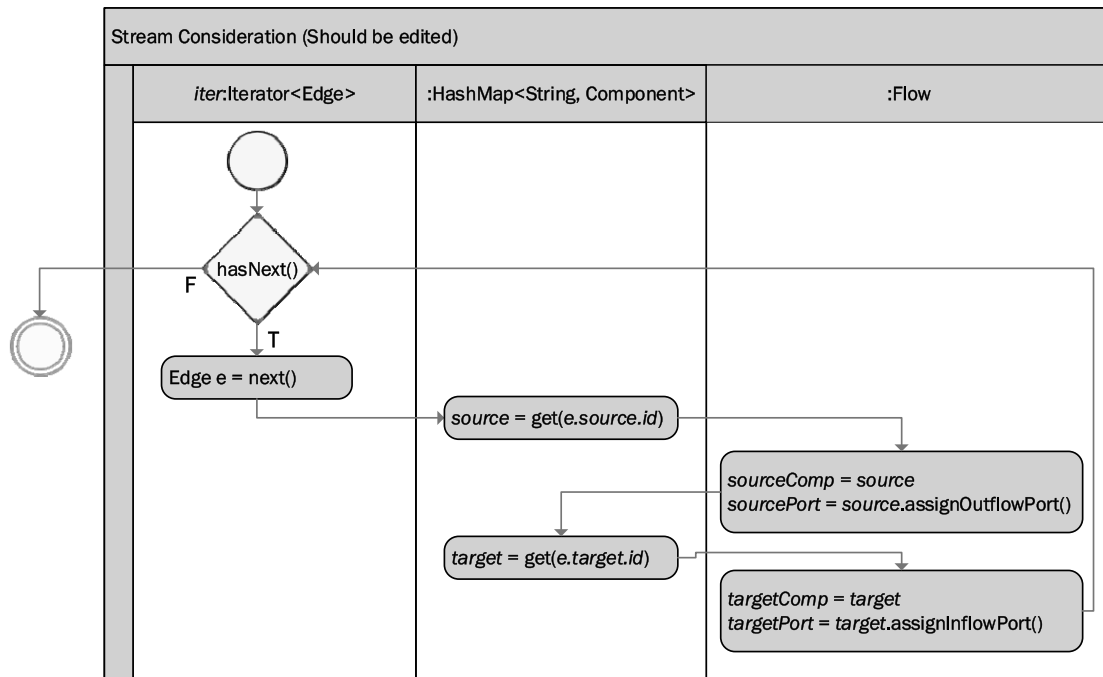 Stream Consideration (Should be edited)
iter:Iterator<Edge>
:HashMap<String, Component>
:Flow
hasNext()
F
T
Edge e = next()
source = get(e.source.id)
sourceComp = source
sourcePort = source.assignOutflowPort()
target = get(e.target.id)
targetComp = target
targetPort = target.assignInflowPort()